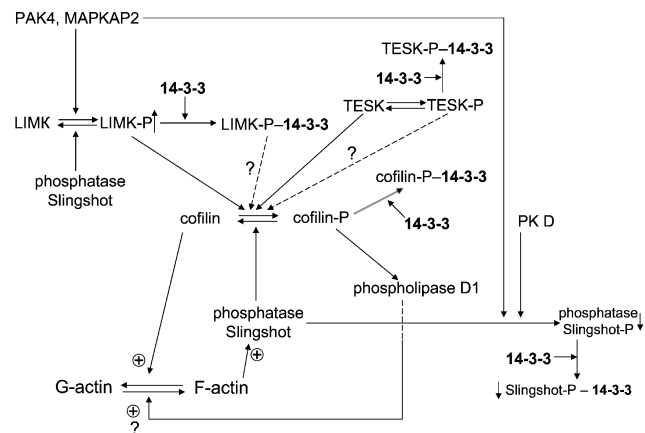 PAK4, MAPKAP2
TESK-P–14-3-3
14-3-3
14-3-3
TESK
TESK-P
LIMK
LIMK-P
LIMK-P–14-3-3
?
?
phosphatase
Slingshot
cofilin-P–14-3-3
cofilin
cofilin-P
14-3-3
PK D
phospholipase D1
phosphatase
Slingshot
phosphatase
Slingshot-P
⊕
⊕
14-3-3
G-actin
F-actin
Slingshot-P – 14-3-3
⊕
?